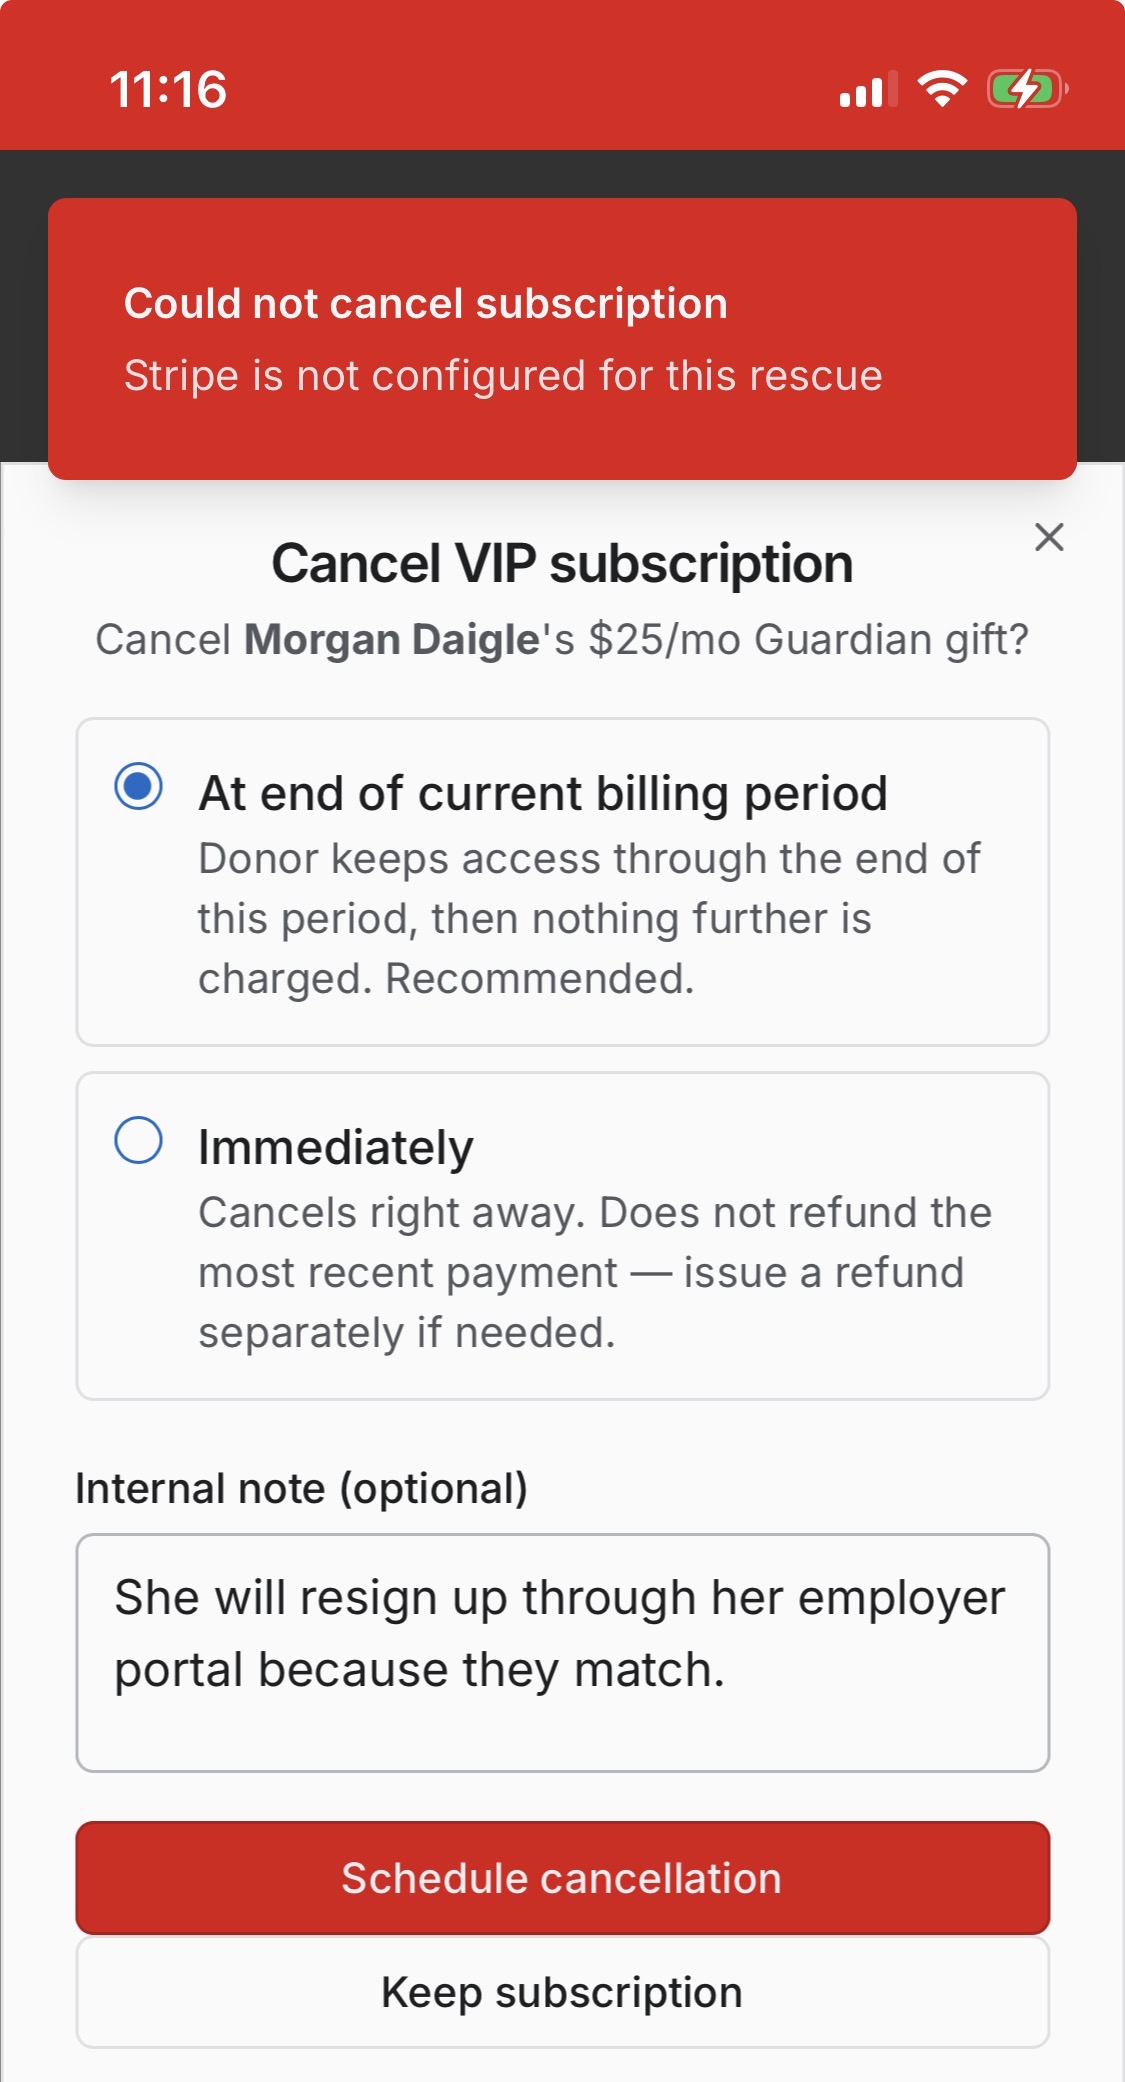 11:16
Could not cancel subscription
Stripe is not configured for this rescue
Cancel VIP subscription
Cancel Morgan Daigle's $25/mo Guardian gift?
At end of current billing period
Donor keeps access through the end of
this period, then nothing further is
charged. Recommended.
Immediately
Cancels right away. Does not refund the
most recent payment — issue a refund
separately if needed.
Internal note (optional)
She will resign up through her employer
portal because they match.
Schedule cancellation
Keep subscription